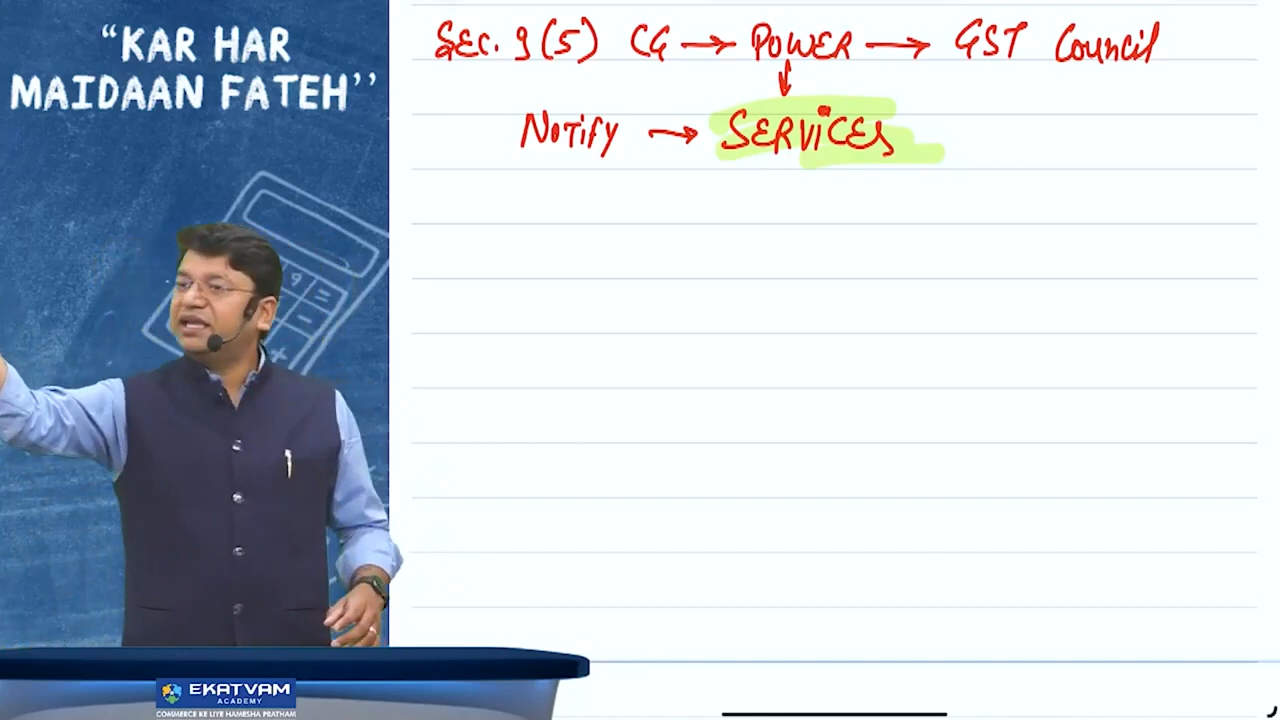 “KAR HAR
MAIDAAN FATEH’’
SEC. 9(5) CG → POWER → GST Council
↓
Notify → SERViCES
EKATVAM
ACADEMY
COMMERCE KE LIYE HAMESHA PRATHAM